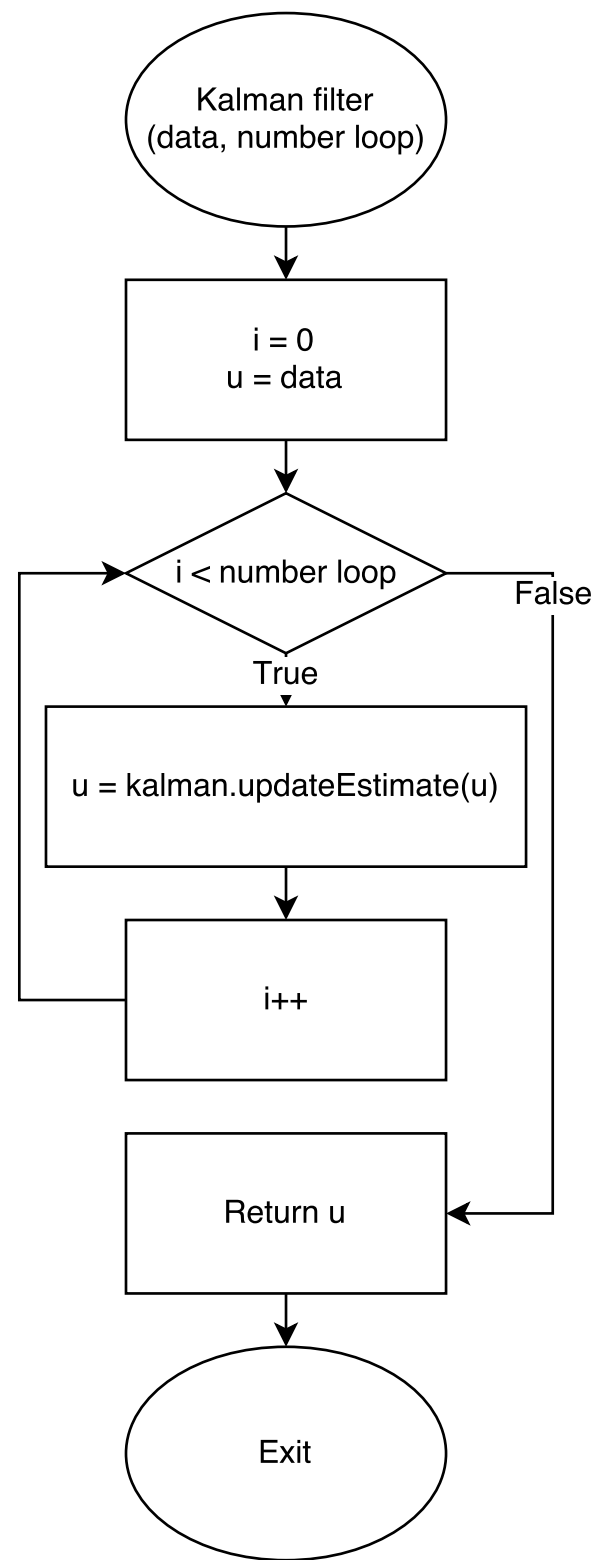 Kalman filter
(data, number loop)
i = 0
u = data
i < number loop
False
True
u = kalman.updateEstimate(u)
i++
Return u
Exit